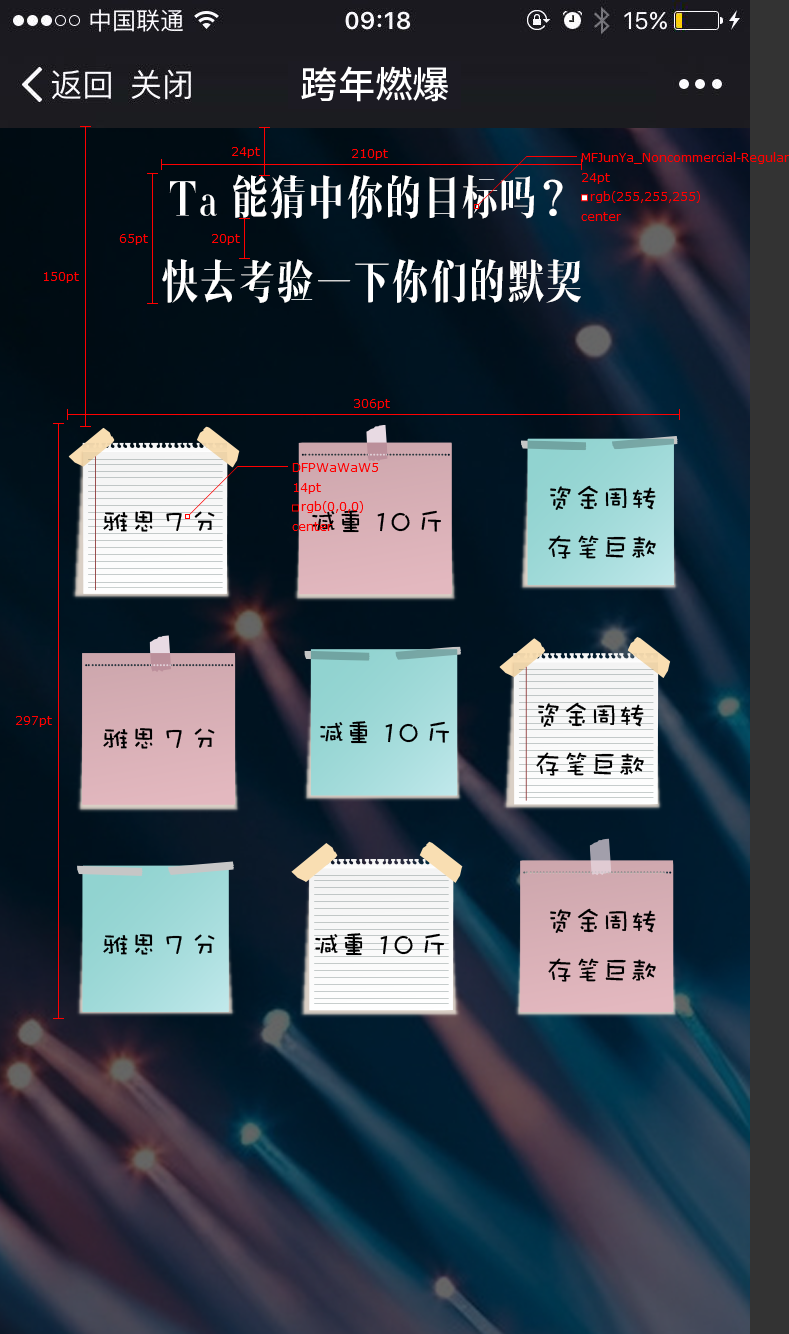 中国联通 09:18 15%
返回 关闭 跨年燃爆
24pt 210pt MFJunYa_Noncommercial-Regular
24pt
Ta 能猜中你的目标吗？ rgb(255,255,255)
center
65pt 20pt
150pt
快去考验一下你们的默契
306pt
DFPWaWaW5
14pt
rgb(0,0,0)
center
雅思 7 分 减重 10 斤 资金周转
存笔巨款
297pt
雅思 7 分 减重 10 斤 资金周转
存笔巨款
雅思 7 分 减重 10 斤 资金周转
存笔巨款